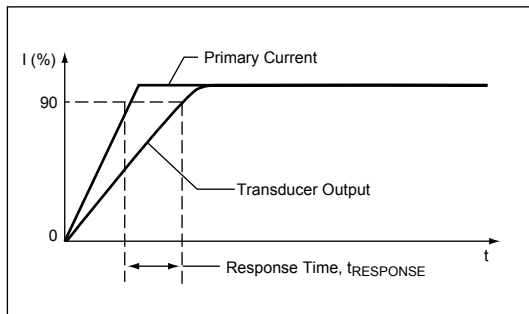 I (%)
Primary Current
90
Transducer Output
0
t
Response Time, tRESPONSE